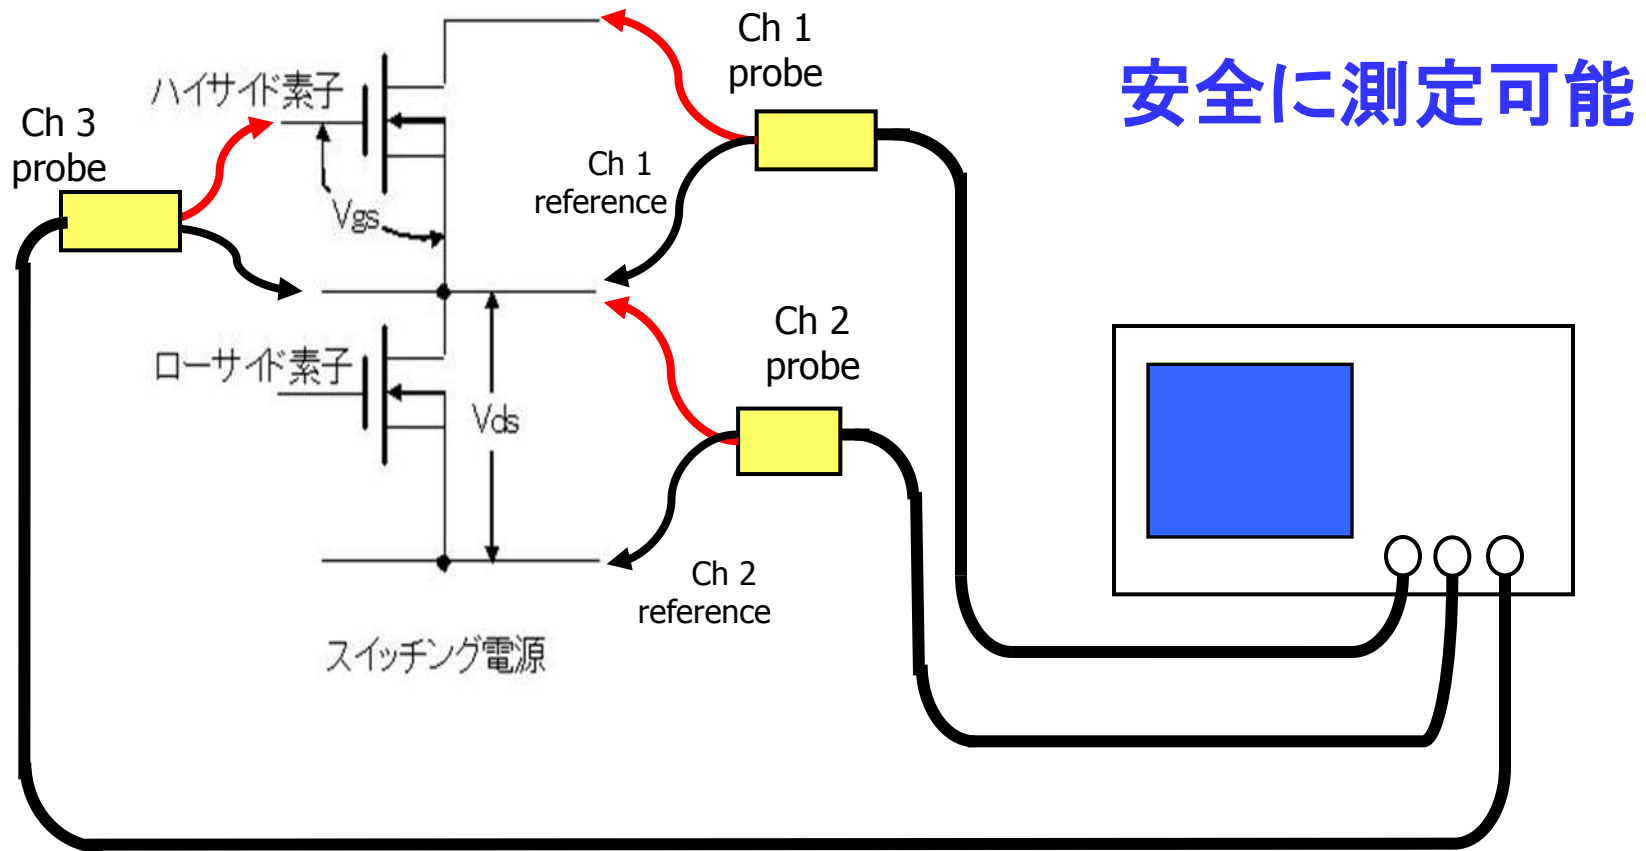 Ch 1
probe
安全に測定可能
ハイサイド素子
Ch 3
probe
Ch 1
reference
Vgs
Ch 2
probe
ローサイド素子
Vds
Ch 2
reference
スイッチング電源